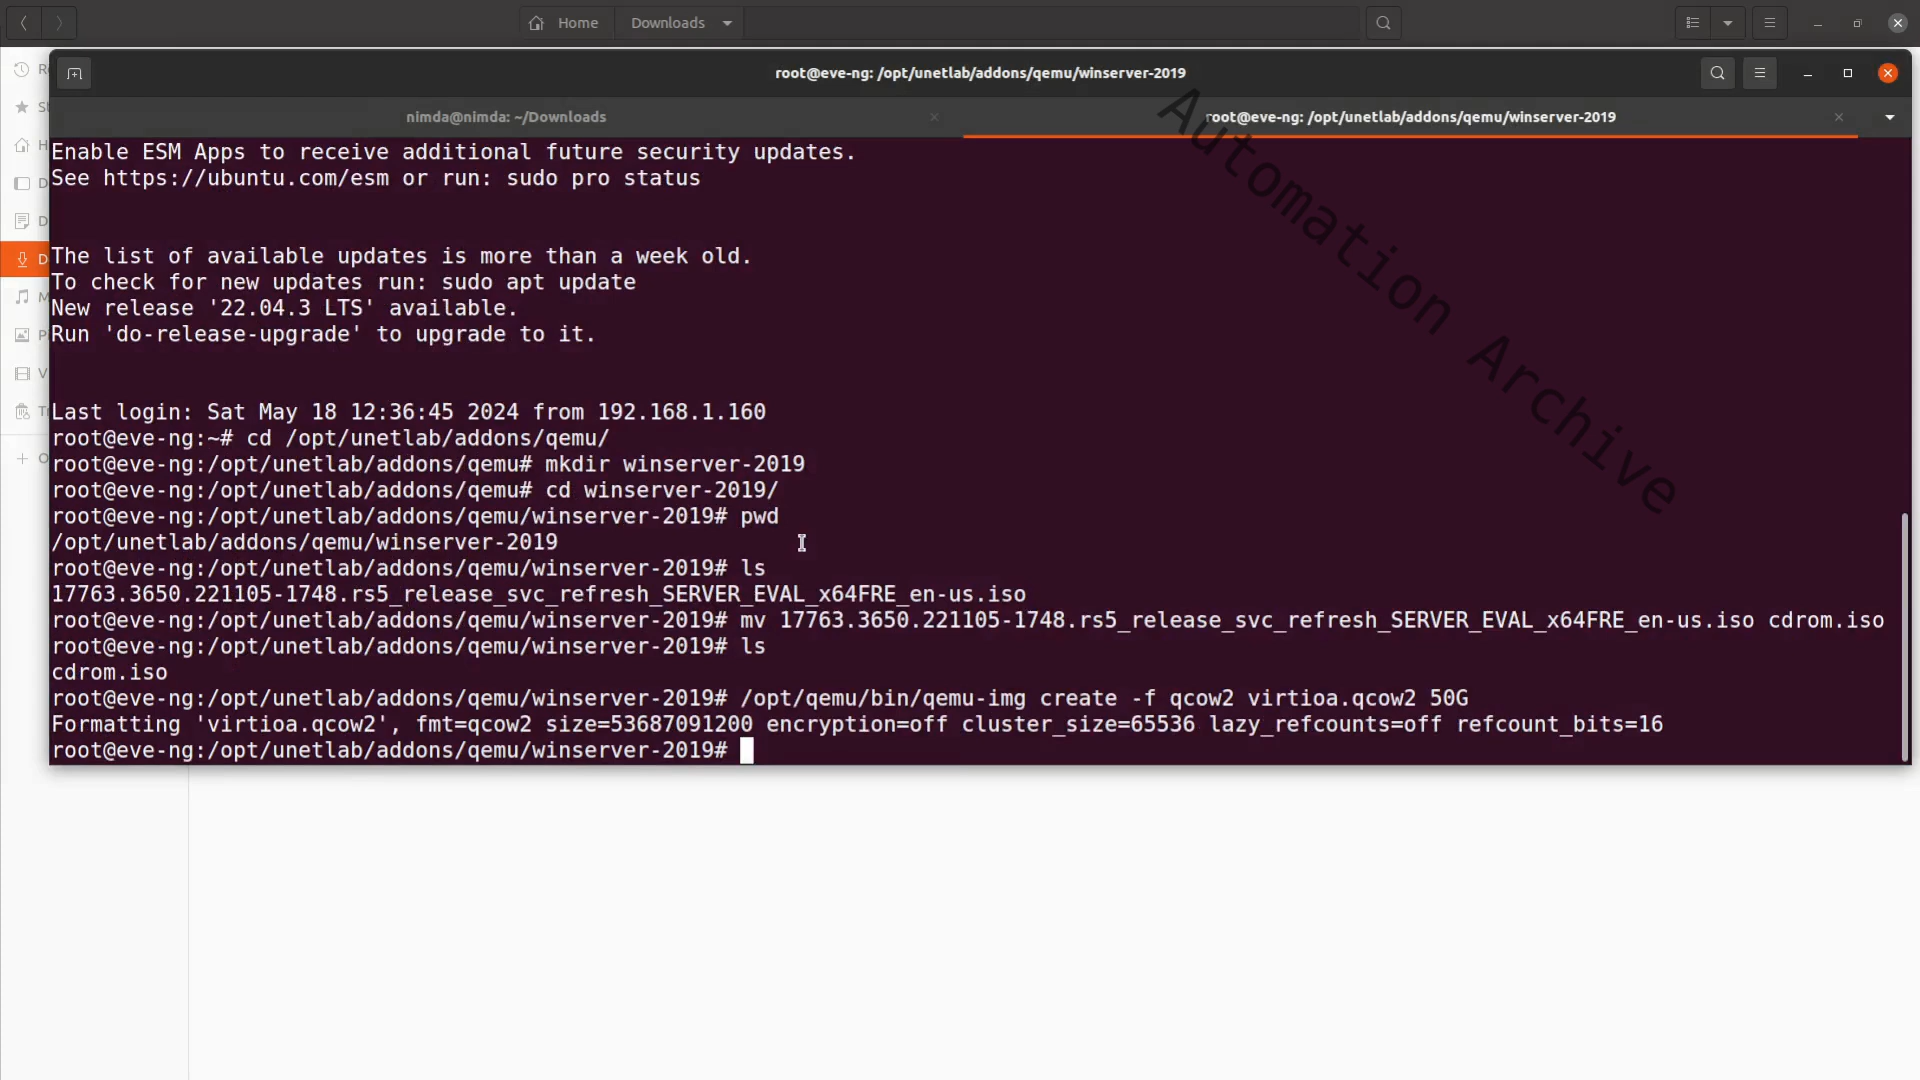 Home
Downloads
root@eve-ng: /opt/unetlab/addons/qemu/winserver-2019
nimda@nimda: ~/Downloads
root@eve-ng: /opt/unetlab/addons/qemu/winserver-2019
Enable ESM Apps to receive additional future security updates.
See https://ubuntu.com/esm or run: sudo pro status
The list of available updates is more than a week old.
To check for new updates run: sudo apt update
New release '22.04.3 LTS' available.
Run 'do-release-upgrade' to upgrade to it.
Last login: Sat May 18 12:36:45 2024 from 192.168.1.160
root@eve-ng:~# cd /opt/unetlab/addons/qemu/
root@eve-ng:/opt/unetlab/addons/qemu# mkdir winserver-2019
root@eve-ng:/opt/unetlab/addons/qemu# cd winserver-2019/
root@eve-ng:/opt/unetlab/addons/qemu/winserver-2019# pwd
/opt/unetlab/addons/qemu/winserver-2019
root@eve-ng:/opt/unetlab/addons/qemu/winserver-2019# ls
17763.3650.221105-1748.rs5_release_svc_refresh_SERVER_EVAL_x64FRE_en-us.iso
root@eve-ng:/opt/unetlab/addons/qemu/winserver-2019# mv 17763.3650.221105-1748.rs5_release_svc_refresh_SERVER_EVAL_x64FRE_en-us.iso cdrom.iso
root@eve-ng:/opt/unetlab/addons/qemu/winserver-2019# ls
cdrom.iso
root@eve-ng:/opt/unetlab/addons/qemu/winserver-2019# /opt/qemu/bin/qemu-img create -f qcow2 virtioa.qcow2 50G
Formatting 'virtioa.qcow2', fmt=qcow2 size=53687091200 encryption=off cluster_size=65536 lazy_refcounts=off refcount_bits=16
root@eve-ng:/opt/unetlab/addons/qemu/winserver-2019#
Automation Archive